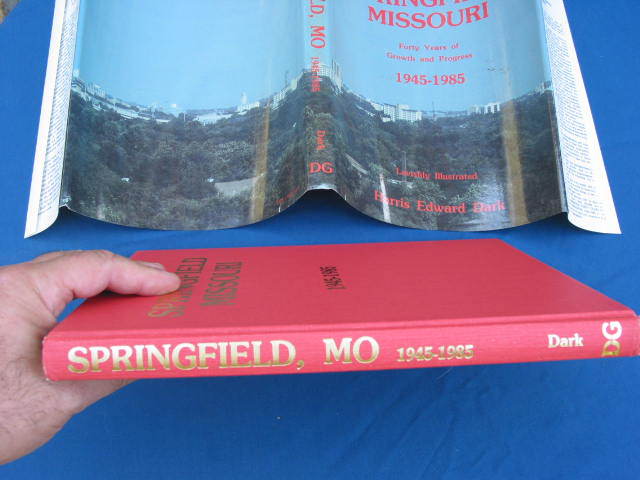 MISSOURI
Forty Years of
Growth and Progress
1945-1985
Lavishly Illustrated
Harris Edward Dark
MO
1945-1985
Dark
DG
SPRINGFIELD
MISSOURI
1945-1985
SPRINGFIELD, MO 1945-1985 Dark DG